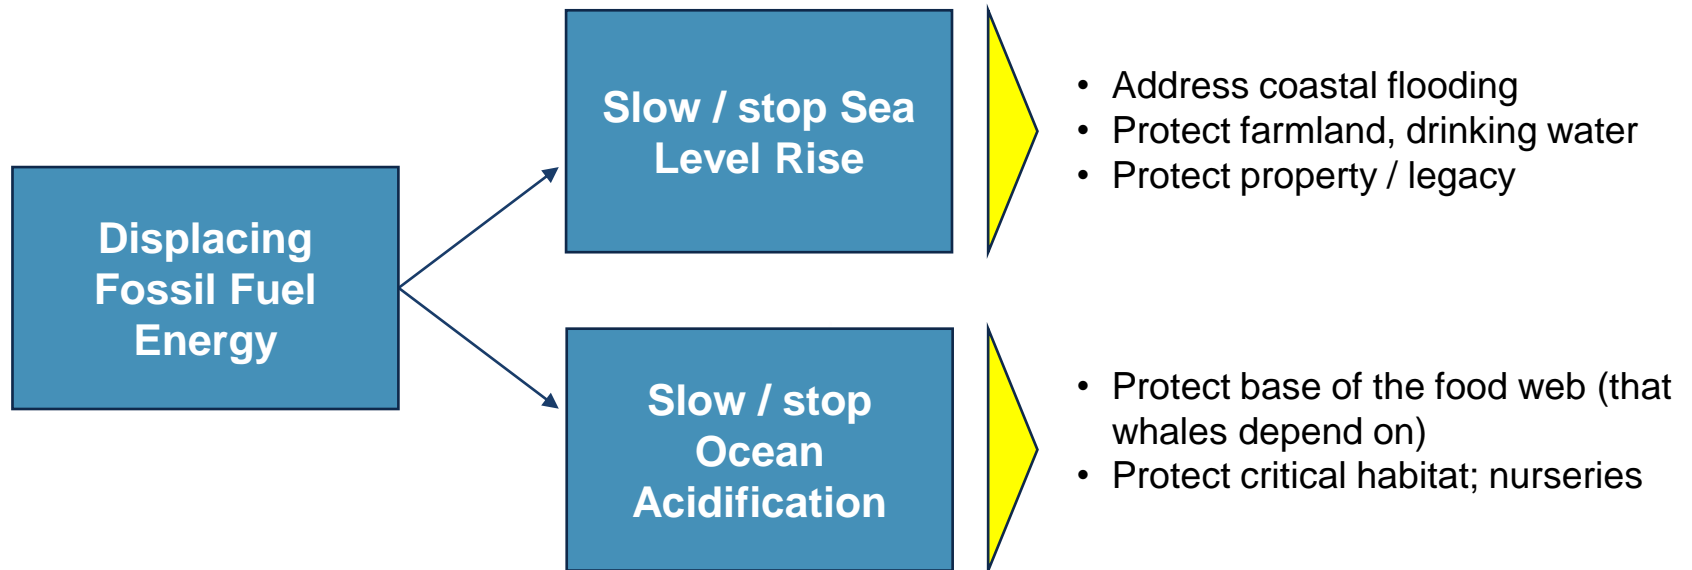 Displacing
Fossil Fuel
Energy
Slow / stop Sea
Level Rise
• Address coastal flooding
• Protect farmland, drinking water
• Protect property / legacy
Slow / stop
Ocean
Acidification
• Protect base of the food web (that
whales depend on)
• Protect critical habitat; nurseries